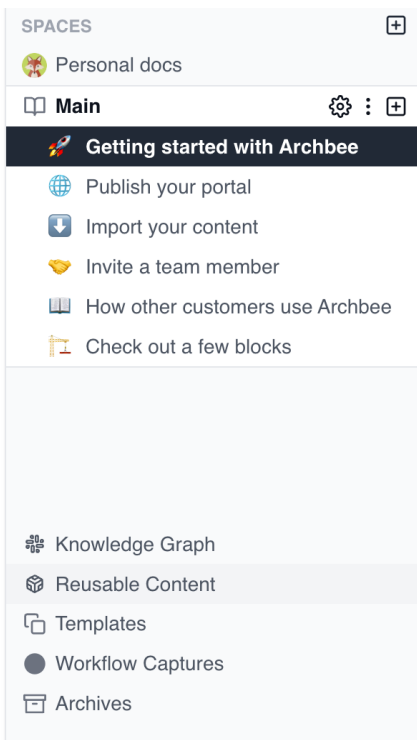 SPACES
Personal docs
Main
Getting started with Archbee
Publish your portal
Import your content
Invite a team member
How other customers use Archbee
Check out a few blocks
Knowledge Graph
Reusable Content
Templates
Workflow Captures
Archives